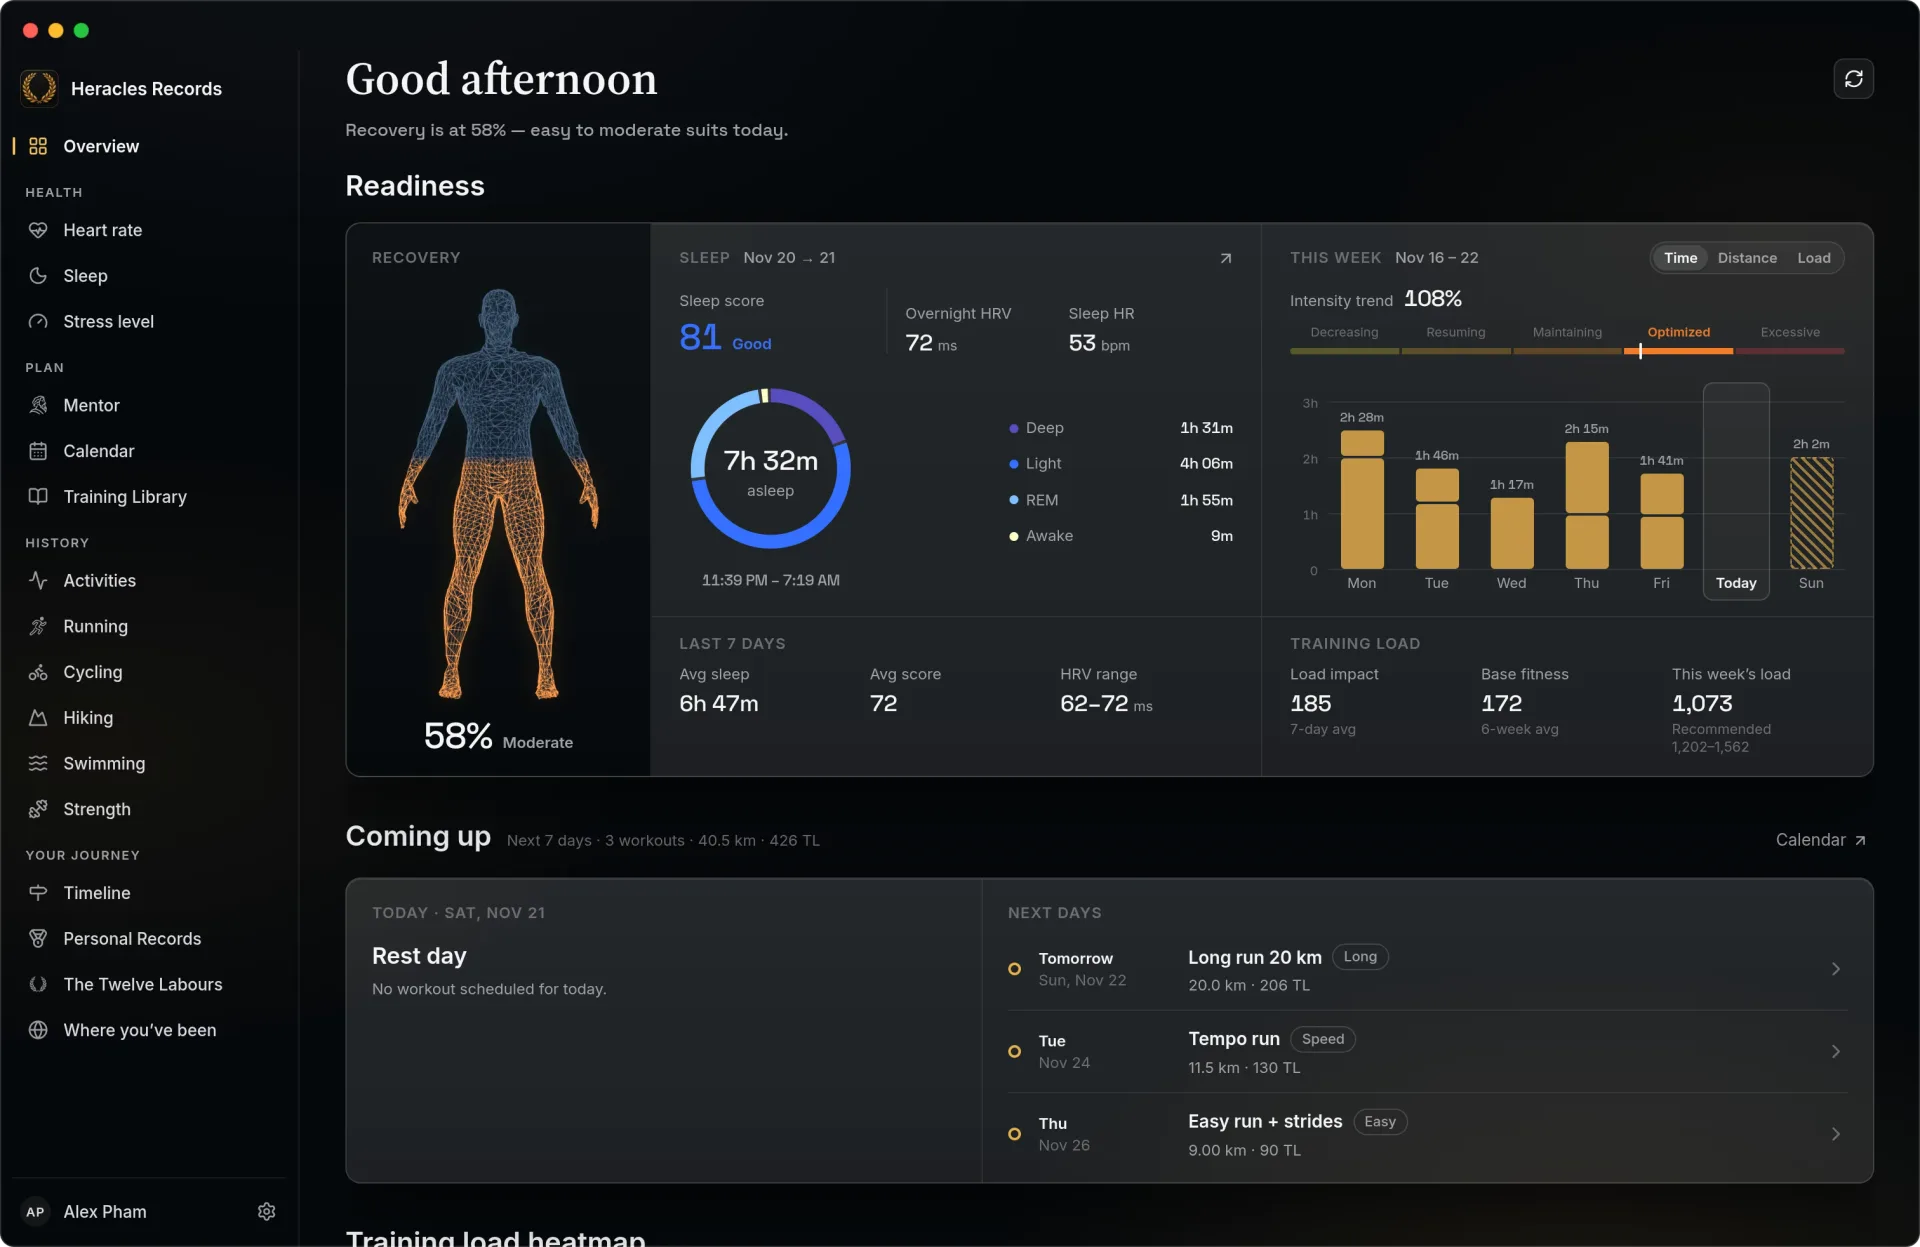 Heracles Records
Overview
HEALTH
Heart rate
Sleep
Stress level
PLAN
Mentor
Calendar
Training Library
HISTORY
Activities
Running
Cycling
Hiking
Swimming
Strength
YOUR JOURNEY
Timeline
Personal Records
The Twelve Labours
Where you’ve been
AP Alex Pham
Good afternoon
Recovery is at 58% — easy to moderate suits today.
Readiness
RECOVERY
58% Moderate
SLEEP Nov 20 → 21
Sleep score
81 Good
Overnight HRV
72 ms
Sleep HR
53 bpm
7h 32m
asleep
11:39 PM – 7:19 AM
Deep 1h 31m
Light 4h 06m
REM 1h 55m
Awake 9m
LAST 7 DAYS
Avg sleep
6h 47m
Avg score
72
HRV range
62–72 ms
THIS WEEK Nov 16 – 22
Time Distance Load
Intensity trend 108%
Decreasing Resuming Maintaining Optimized Excessive
3h
2h
1h
0
2h 28m
1h 46m
1h 17m
2h 15m
1h 41m
2h 2m
Mon Tue Wed Thu Fri Today Sun
TRAINING LOAD
Load impact
185
7-day avg
Base fitness
172
6-week avg
This week’s load
1,073
Recommended
1,202–1,562
Coming up Next 7 days · 3 workouts · 40.5 km · 426 TL
Calendar
TODAY · SAT, NOV 21
Rest day
No workout scheduled for today.
NEXT DAYS
Tomorrow
Sun, Nov 22
Long run 20 km Long
20.0 km · 206 TL
Tue
Nov 24
Tempo run Speed
11.5 km · 130 TL
Thu
Nov 26
Easy run + strides Easy
9.00 km · 90 TL
Training load heatmap